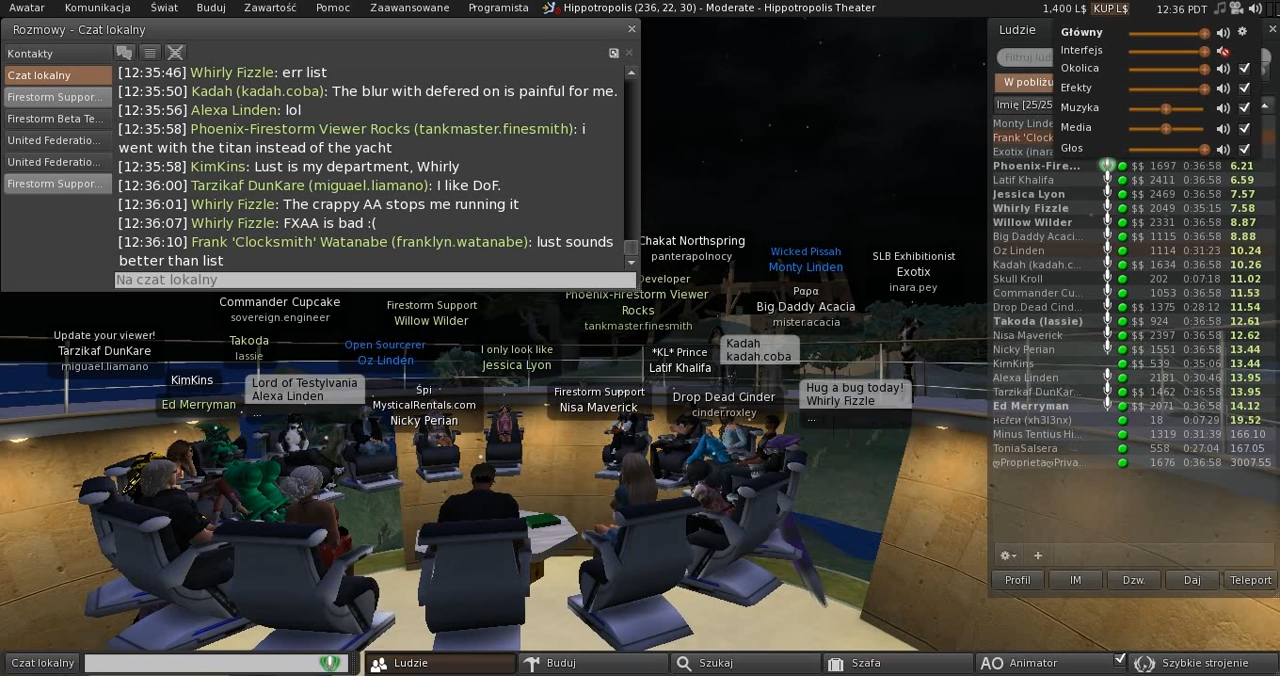 Awatar Komunikacja Świat Buduj Zawartość Pomoc Zaawansowane Programista Hippotropolis (236, 22, 30) - Moderate - Hippotropolis Theater 1,400 L$ KUP L$ 12:36 PDT
Rozmowy - Czat lokalny
Kontakty
Czat lokalny
Firestorm Suppor...
Firestorm Beta Te...
United Federatio...
United Federatio...
Firestorm Suppor...
[12:35:46] Whirly Fizzle: err list
[12:35:50] Kadah (kadah.coba): The blur with defered on is painful for me.
[12:35:56] Alexa Linden: lol
[12:35:58] Phoenix-Firestorm Viewer Rocks (tankmaster.finesmith): i
went with the titan instead of the yacht
[12:35:58] KimKins: Lust is my department, Whirly
[12:36:00] Tarzikaf DunKare (miguael.liamano): I like DoF.
[12:36:01] Whirly Fizzle: The crappy AA stops me running it
[12:36:07] Whirly Fizzle: FXAA is bad :(
[12:36:10] Frank 'Clocksmith' Watanabe (franklyn.watanabe): lust sounds
better than list
Na czat lokalny
Chakat Northspring
panterapolnocy
Wicked Pissah
Monty Linden
SLB Exhibitionist
Exotix
inara.pey
Developer
Phoenix-Firestorm Viewer
Rocks
tankmaster.finesmith
Papa
Big Daddy Acacia
mister.acacia
Commander Cupcake
sovereign.engineer
Firestorm Support
Willow Wilder
Update your viewer!
Tarzikaf DunKare
miguael.liamano
Takoda
lassie
Open Sourcerer
Oz Linden
I only look like
Jessica Lyon
*KL* Prince
Latif Khalifa
Kadah
kadah.coba
KimKins
Ed Merryman
Lord of Testylvania
Alexa Linden
...
Śpi
MysticalRentals.com
Nicky Perian
Firestorm Support
Nisa Maverick
Drop Dead Cinder
cinder.roxley
Hug a bug today!
Whirly Fizzle
...
Ludzie
Filtruj lud
W pobliżu
Imię [25/25
Główny
Interfejs
Okolica
Efekty
Muzyka
Media
Głos
Monty Linden
Frank 'Clock
Exotix (inara
Phoenix-Fire... $$ 1697 0:36:58 6.21
Latif Khalifa $$ 2411 0:36:58 6.59
Jessica Lyon $$ 2469 0:36:58 7.57
Whirly Fizzle $$ 2049 0:35:15 7.58
Willow Wilder $$ 2331 0:36:58 8.87
Big Daddy Acaci... $$ 1115 0:36:58 8.88
Oz Linden 1114 0:31:23 10.24
Kadah (kadah.c... $$ 1634 0:36:58 10.26
Skull Kroll 202 0:07:18 11.02
Commander Cu... 1053 0:36:58 11.53
Drop Dead Cind... $$ 1375 0:28:12 11.54
Takoda (lassie) $$ 924 0:36:58 12.61
Nisa Maverick $$ 2397 0:36:58 12.62
Nicky Perian $$ 1551 0:36:58 13.44
KimKins $$ 539 0:35:06 13.44
Alexa Linden 2181 0:30:46 13.95
Tarzikaf DunKar... $$ 1462 0:36:58 13.95
Ed Merryman $$ 2071 0:36:58 14.12
18 0:07:29 19.52
Minus Tentius Hi... 1319 0:31:39 166.10
ToniaSalsera 558 0:27:04 167.05
1676 0:36:58 3007.55
Profil IM Dzw. Daj Teleport
Czat lokalny Ludzie Buduj Szukaj Szafa AO Animator Szybkie strojenie